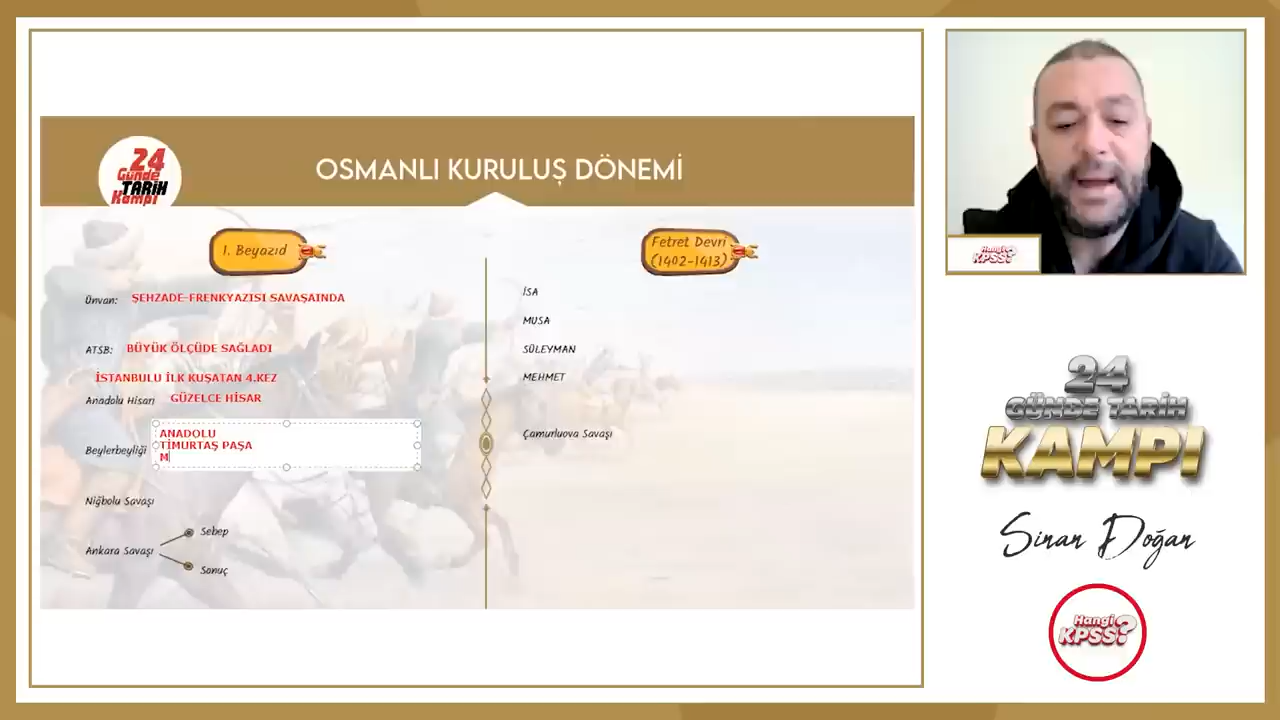 24
Günde
TARİH
Kampı
OSMANLI KURULUŞ DÖNEMİ
I. Beyazıd
Ünvan: ŞEHZADE-FRENKYAZISI SAVAŞAINDA
ATSB: BÜYÜK ÖLÇÜDE SAĞLADI
İSTANBULU İLK KUŞATAN 4.KEZ
Anadolu Hisarı GÜZELCE HİSAR
Beylerbeyliği
ANADOLU
TİMURTAŞ PAŞA
M
Niğbolu Savaşı
Ankara Savaşı
Sebep
Sonuç
Fetret Devri
(1402-1413)
İSA
MUSA
SÜLEYMAN
MEHMET
Çamurluova Savaşı
Hangi
KPSS?
24
GÜNDE TARİH
KAMPI
Sinan Doğan
Hangi
KPSS?